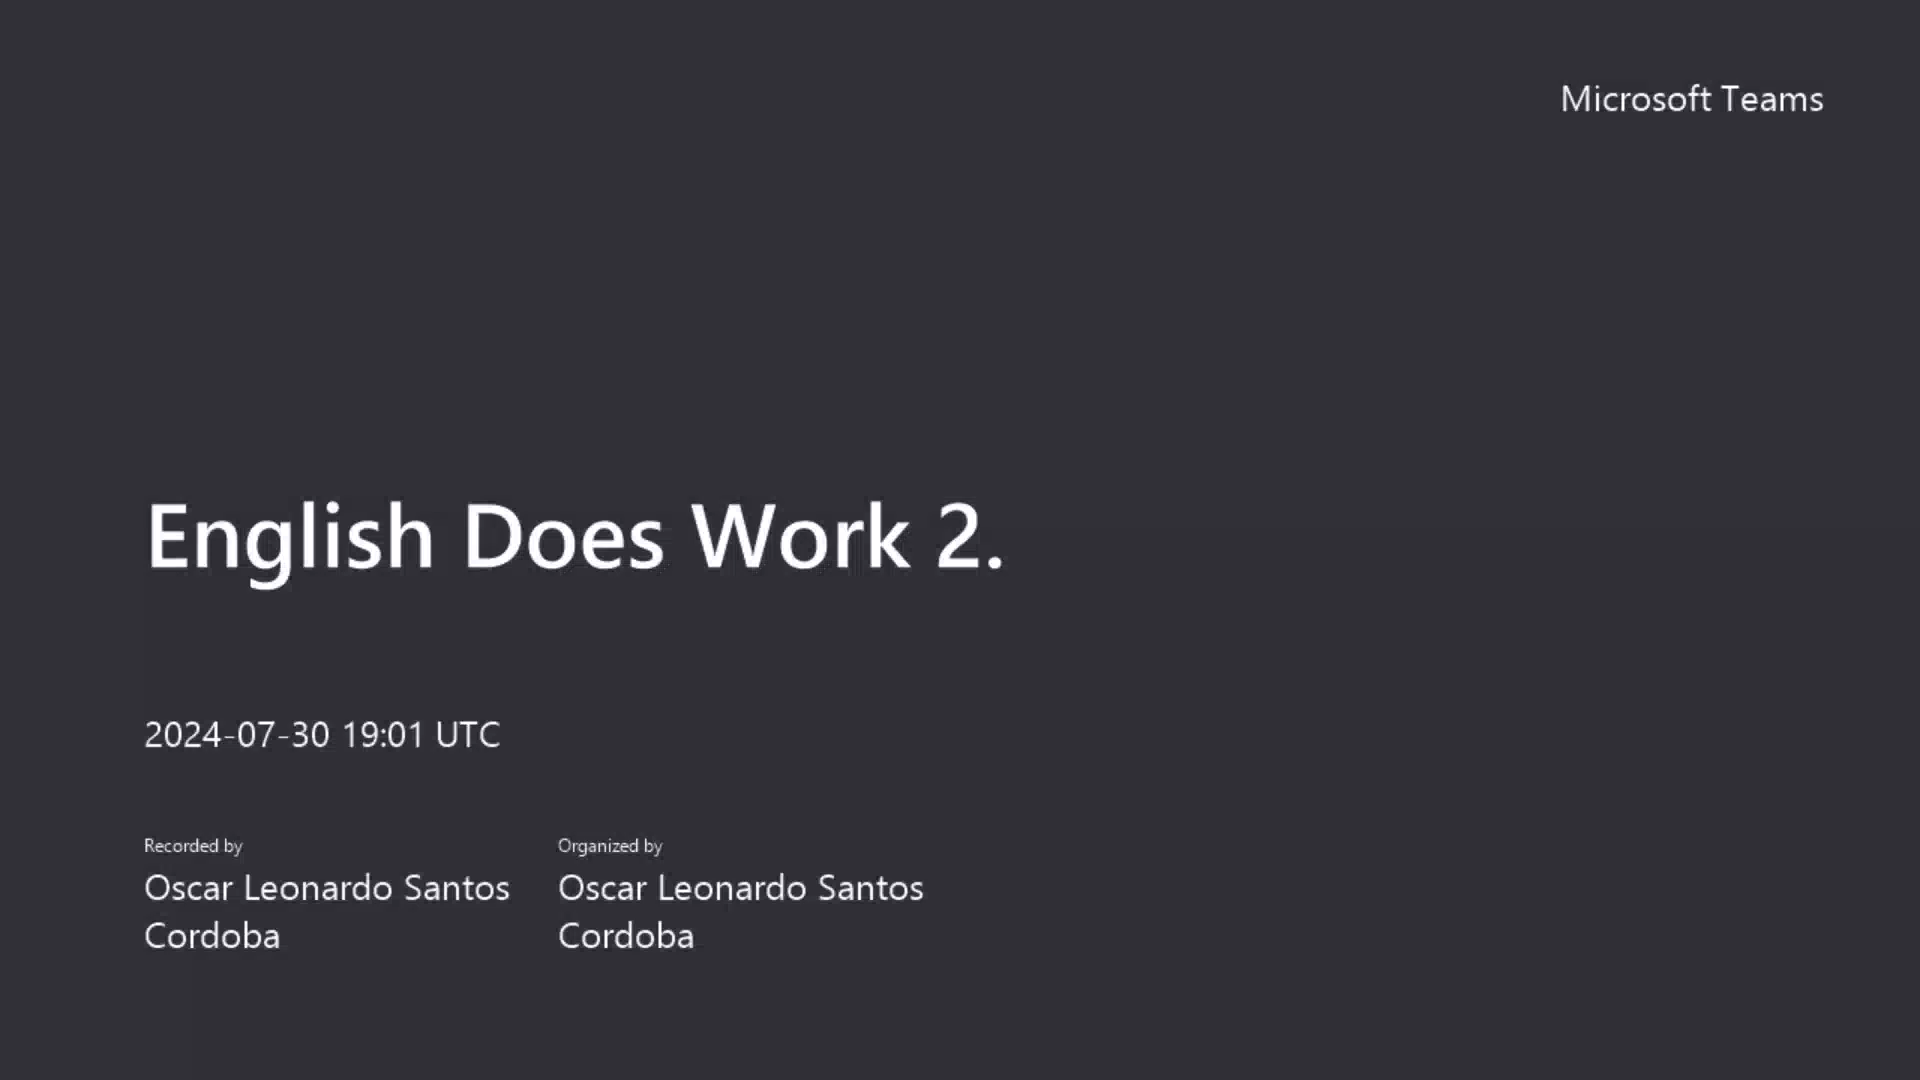 Microsoft Teams
English Does Work 2.
2024-07-30 19:01 UTC
Recorded by
Oscar Leonardo Santos
Cordoba
Organized by
Oscar Leonardo Santos
Cordoba